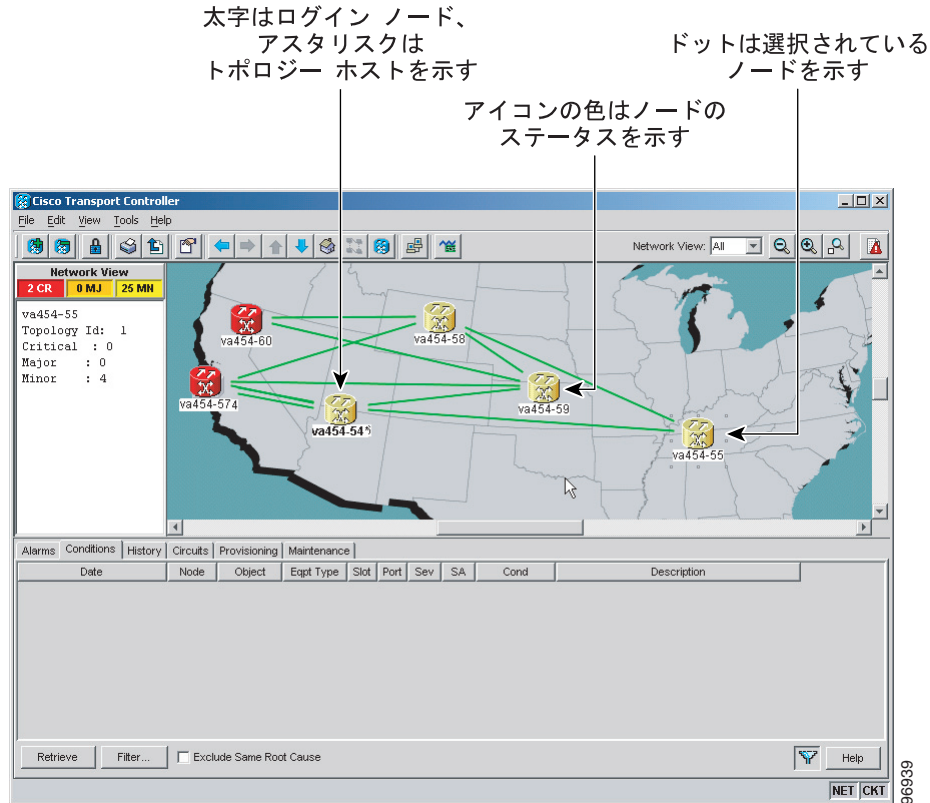 太字はログイン ノード、
アスタリスクは
トポロジー ホストを示す
ドットは選択されている
ノードを示す
アイコンの色はノードの
ステータスを示す
Cisco Transport Controller
File Edit View Tools Help
Network View: All
Network View
2 CR 0 MJ 25 MN
va454-55
Topology Id: 1
Critical : 0
Major : 0
Minor : 4
va454-60
va454-58
va454-574
va454-54*
va454-59
va454-55
Alarms Conditions History Circuits Provisioning Maintenance
Date Node Object Eqpt Type Slot Port Sev SA Cond Description
Retrieve Filter... Exclude Same Root Cause Help
NET CKT
96939